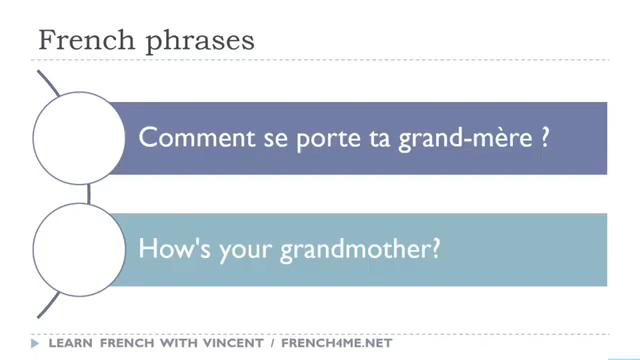 French phrases
Comment se porte ta grand-mère ?
How's your grandmother?
LEARN FRENCH WITH VINCENT / FRENCH4ME.NET